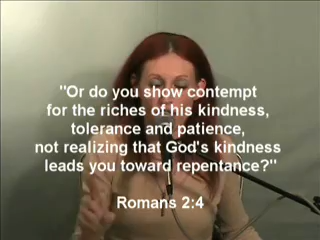 "Or do you show contempt
for the riches of his kindness,
tolerance and patience,
not realizing that God's kindness
leads you toward repentance?"
Romans 2:4